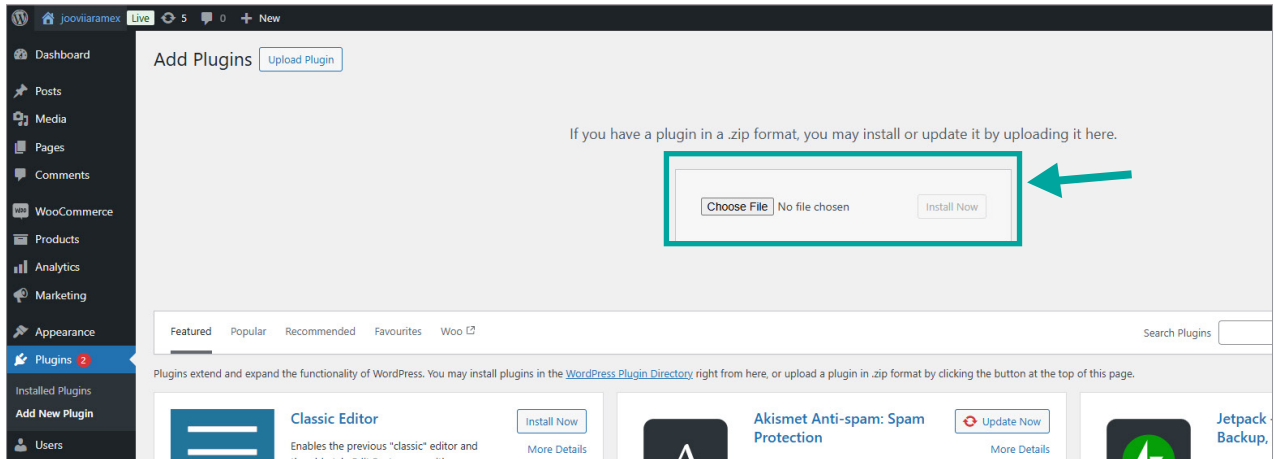 jooviiaramex Live 5 0 + New
Dashboard
Posts
Media
Pages
Comments
WooCommerce
Products
Analytics
Marketing
Appearance
Plugins 2
Installed Plugins
Add New Plugin
Users
Add Plugins Upload Plugin
If you have a plugin in a .zip format, you may install or update it by uploading it here.
Choose File No file chosen Install Now
Featured Popular Recommended Favourites Woo Search Plugins
Plugins extend and expand the functionality of WordPress. You may install plugins in the WordPress Plugin Directory right from here, or upload a plugin in .zip format by clicking the button at the top of this page.
Classic Editor Install Now
Enables the previous "classic" editor and
More Details
Akismet Anti-spam: Spam Update Now
Protection
More Details
Jetpack -
Backup,